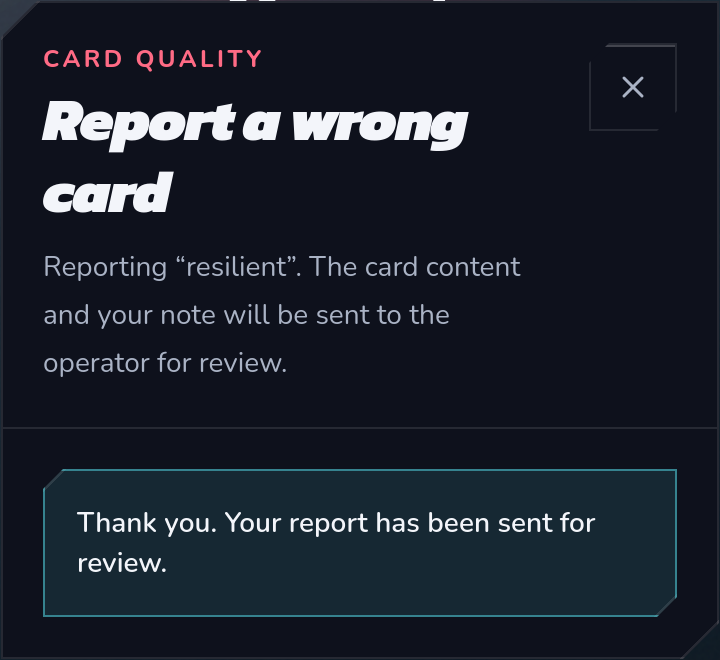 CARD QUALITY
Report a wrong
card
Reporting “resilient”. The card content
and your note will be sent to the
operator for review.
Thank you. Your report has been sent for
review.